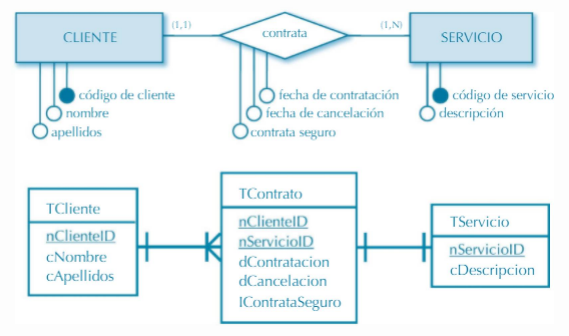 CLIENTE
(1,1)
contrata
(1,N)
SERVICIO
código de cliente
nombre
apellidos
fecha de contratación
fecha de cancelación
contrata seguro
código de servicio
descripción
TCliente
nClienteID
cNombre
cApellidos
TContrato
nClienteID
nServicioID
dContratacion
dCancelacion
lContrataSeguro
TServicio
nServicioID
cDescripcion